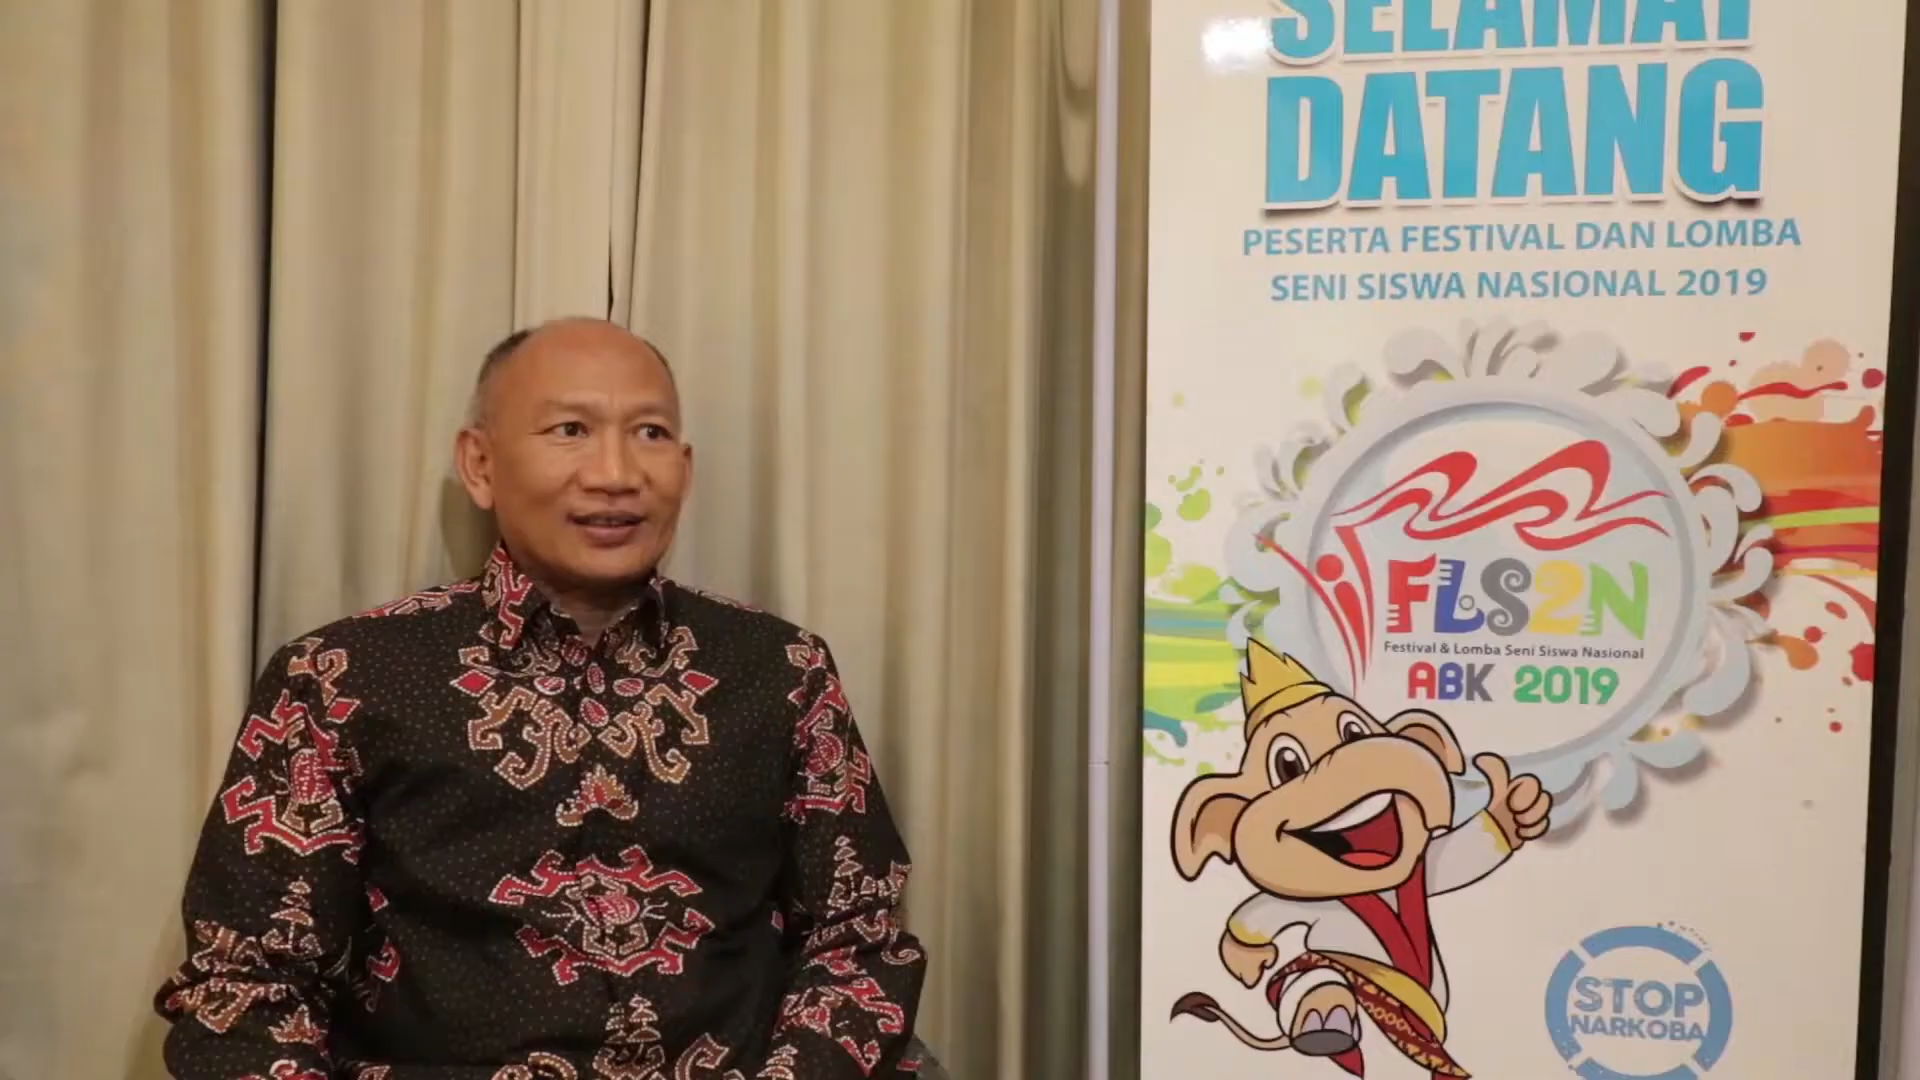 SELAMAT
DATANG
PESERTA FESTIVAL DAN LOMBA
SENI SISWA NASIONAL 2019
FLS2N
Festival & Lomba Seni Siswa Nasional
ABK 2019
STOP
NARKOBA